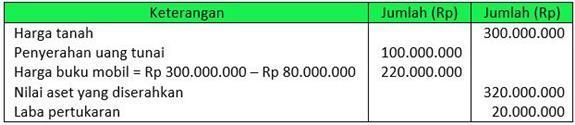 Keterangan Jumlah (Rp) Jumlah (Rp)
Harga tanah 300.000.000
Penyerahan uang tunai 100.000.000
Harga buku mobil = Rp 300.000.000 – Rp 80.000.000 220.000.000
Nilai aset yang diserahkan 320.000.000
Laba pertukaran 20.000.000